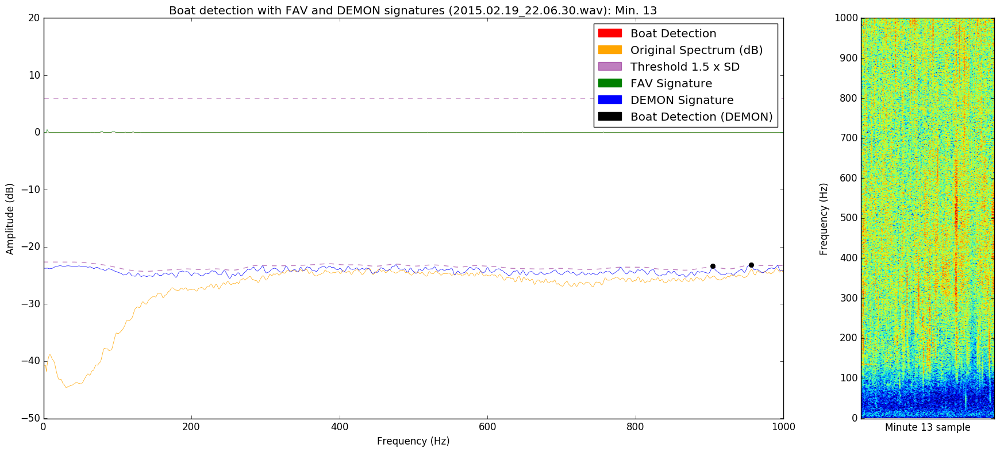 Boat detection with FAV and DEMON signatures (2015.02.19_22.06.30.wav): Min. 13
Boat Detection
Original Spectrum (dB)
Threshold 1.5 x SD
FAV Signature
DEMON Signature
Boat Detection (DEMON)
20
10
0
−10
−20
−30
−40
−50
Amplitude (dB)
0
200
400
600
800
1000
Frequency (Hz)
1000
900
800
700
600
500
400
300
200
100
0
Frequency (Hz)
Minute 13 sample